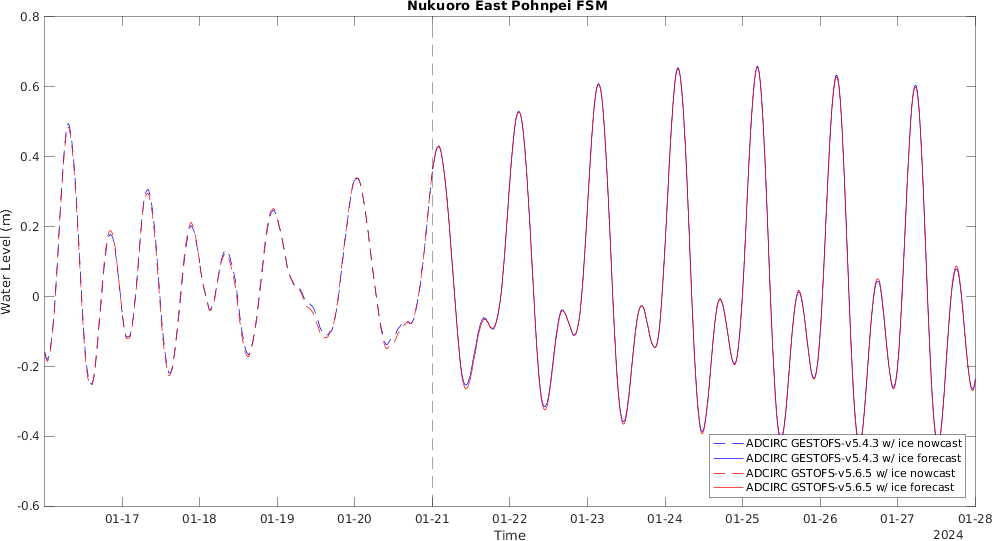 Nukuoro East Pohnpei FSM
0.8
0.6
0.4
0.2
0
-0.2
-0.4
-0.6
Water Level (m)
ADCIRC GESTOFS-v5.4.3 w/ ice nowcast
ADCIRC GESTOFS-v5.4.3 w/ ice forecast
ADCIRC GSTOFS-v5.6.5 w/ ice nowcast
ADCIRC GSTOFS-v5.6.5 w/ ice forecast
01-17 01-18 01-19 01-20 01-21 01-22 01-23 01-24 01-25 01-26 01-27 01-28
Time
2024